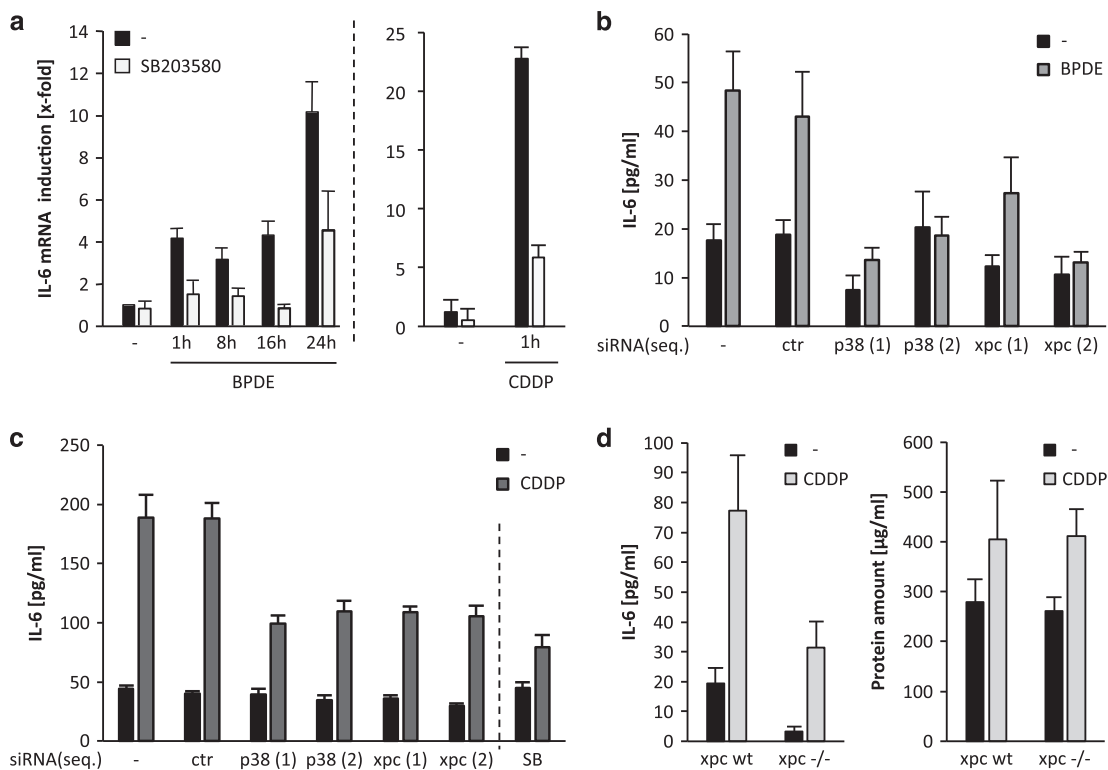 a
IL-6 mRNA induction [x-fold]
14
12
10
8
6
4
2
0
-
SB203580
- 1h 8h 16h 24h
BPDE
25
20
15
10
5
0
- 1h
CDDP
b
IL-6 [pg/ml]
60
50
40
30
20
10
0
-
BPDE
siRNA(seq.) - ctr p38 (1) p38 (2) xpc (1) xpc (2)
c
IL-6 [pg/ml]
250
200
150
100
50
0
-
CDDP
siRNA(seq.) - ctr p38 (1) p38 (2) xpc (1) xpc (2) SB
d
IL-6 [pg/ml]
100
90
80
70
60
50
40
30
20
10
0
-
CDDP
xpc wt xpc -/-
Protein amount [µg/ml]
600
500
400
300
200
100
0
-
CDDP
xpc wt xpc -/-